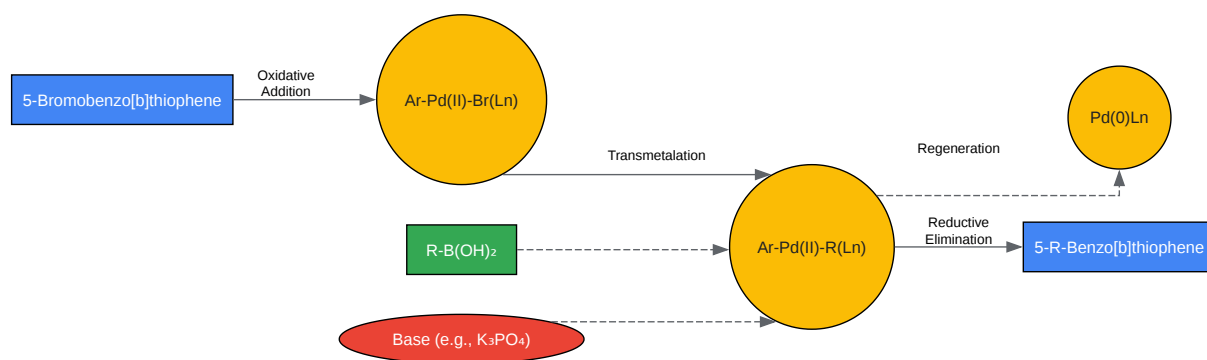 Oxidative
Addition
5-Bromobenzo[b]thiophene
Ar-Pd(II)-Br(Ln)
Pd(0)Ln
Transmetalation
Regeneration
R-B(OH)₂
Ar-Pd(II)-R(Ln)
Reductive
Elimination
5-R-Benzo[b]thiophene
Base (e.g., K₃PO₄)